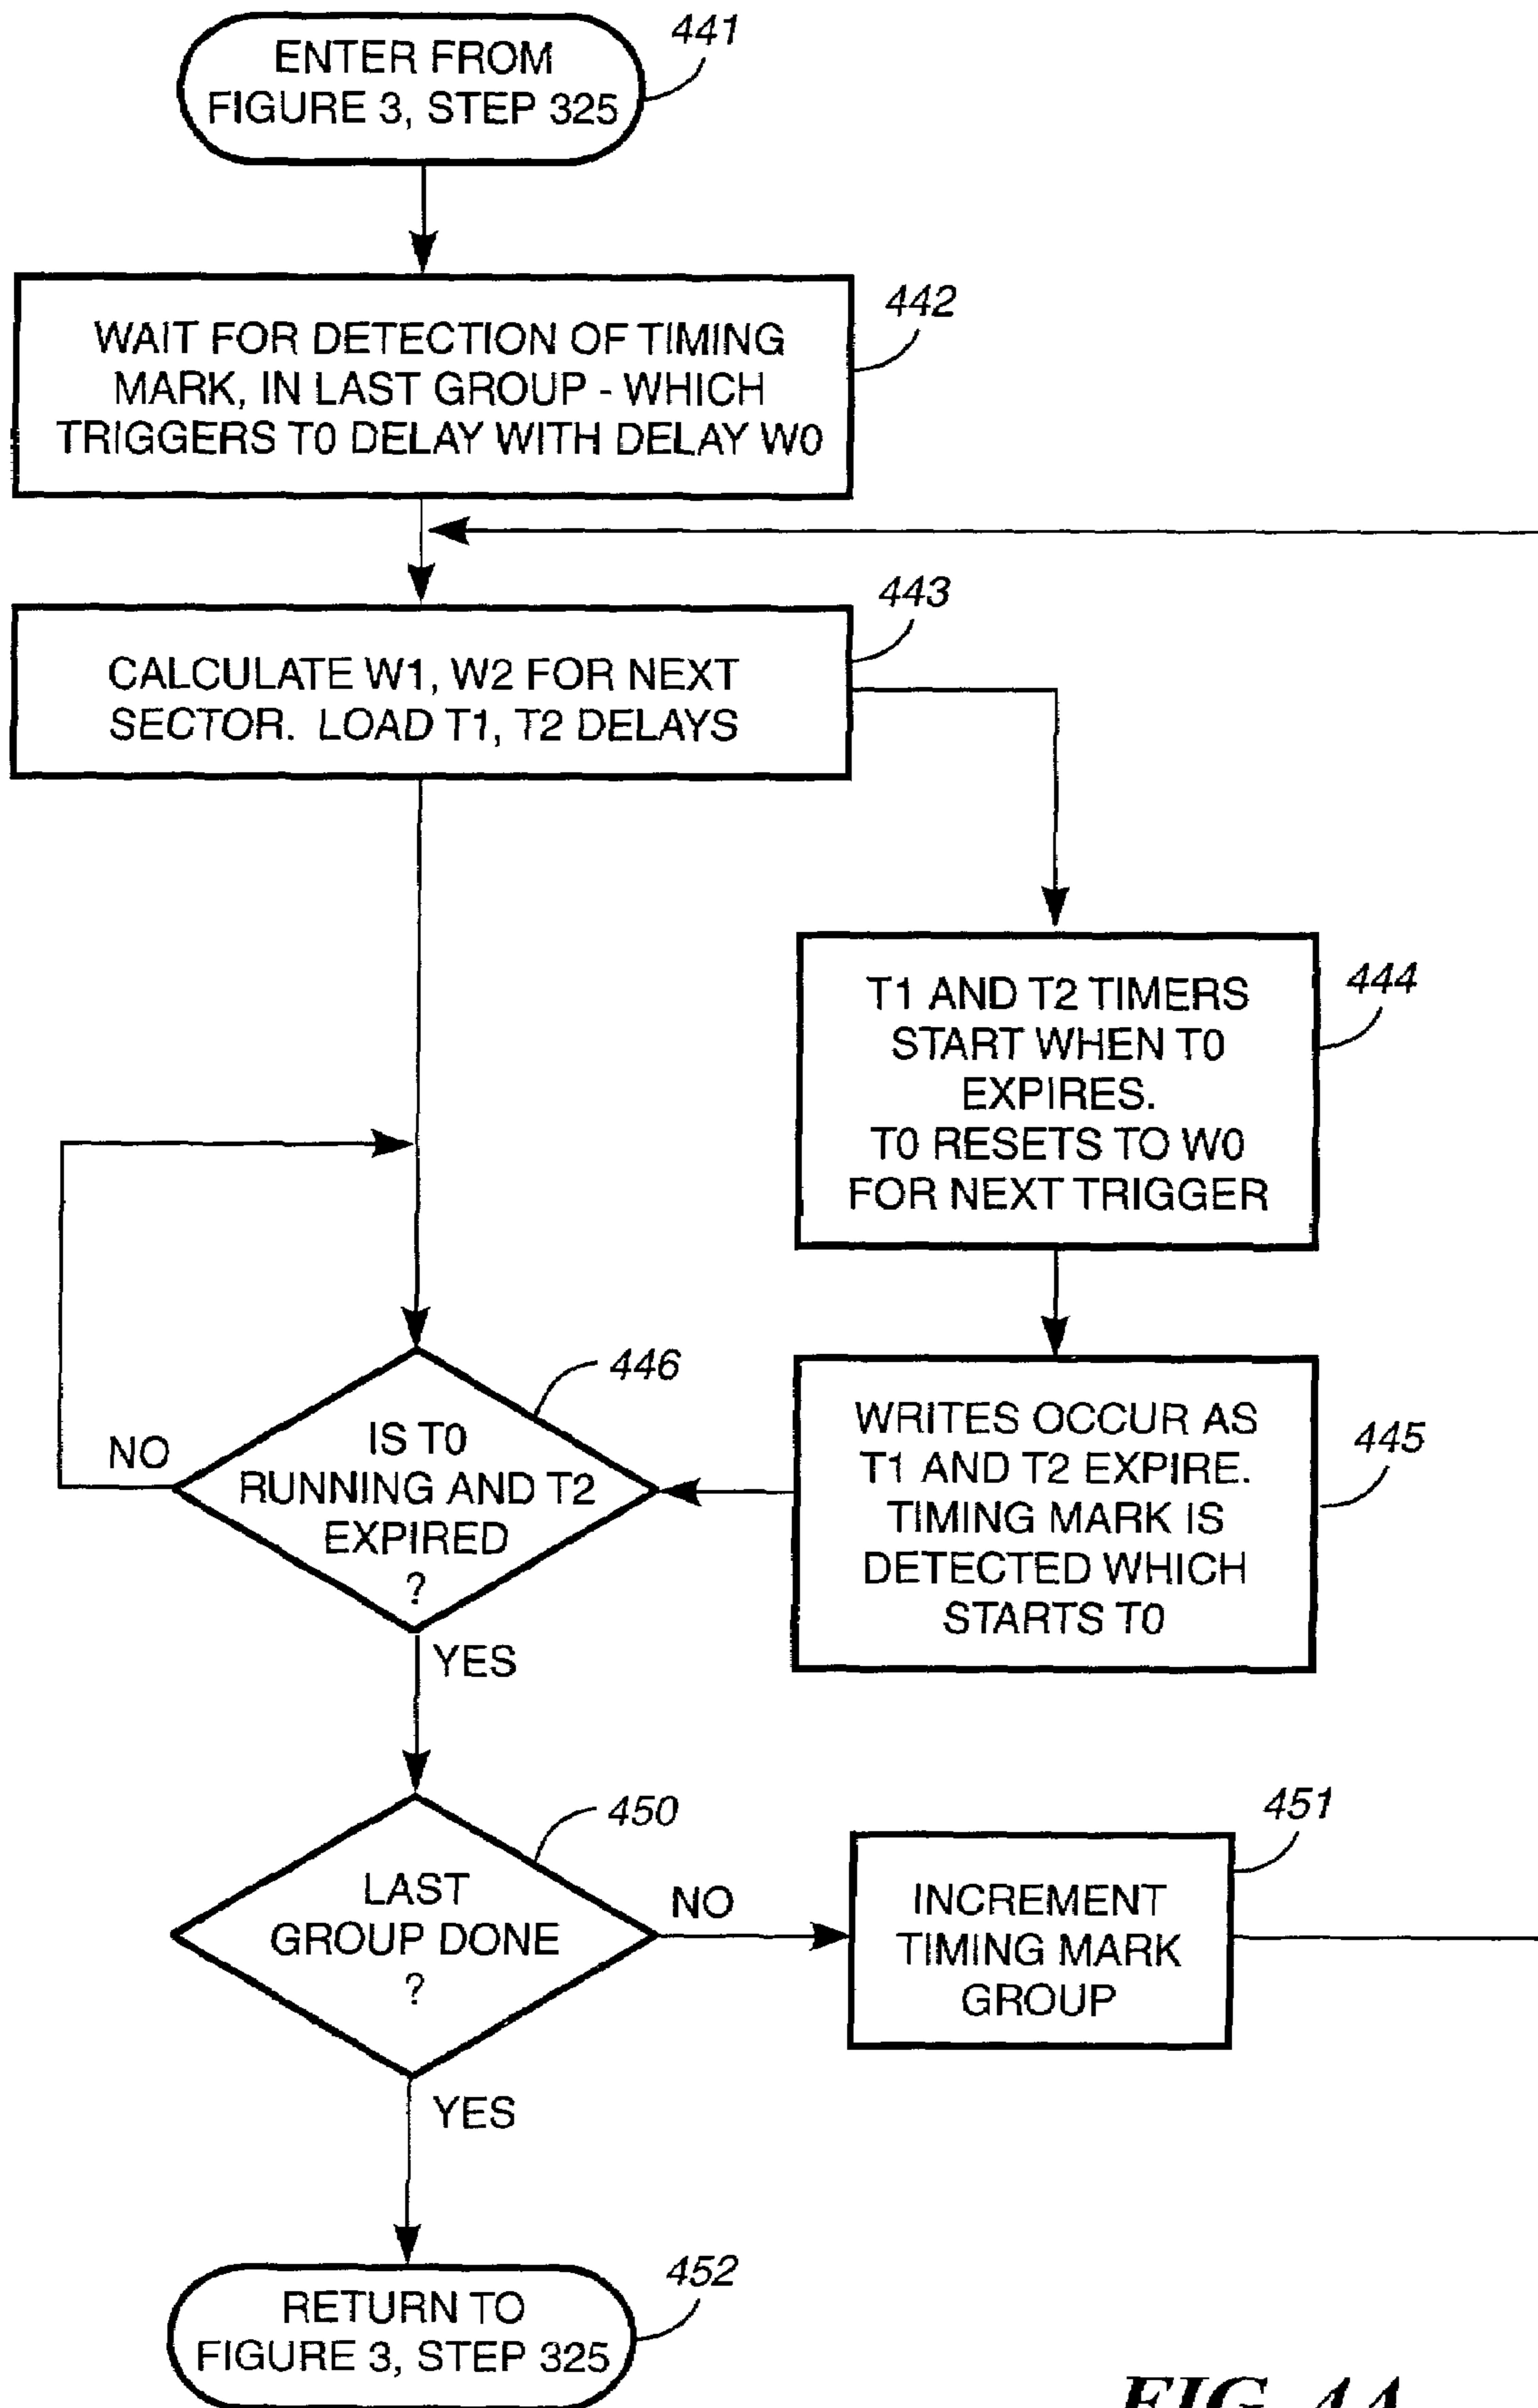 441
ENTER FROM
FIGURE 3, STEP 325
442
WAIT FOR DETECTION OF TIMING
MARK, IN LAST GROUP - WHICH
TRIGGERS T0 DELAY WITH DELAY W0
443
CALCULATE W1, W2 FOR NEXT
SECTOR. LOAD T1, T2 DELAYS
444
T1 AND T2 TIMERS
START WHEN T0
EXPIRES.
T0 RESETS TO W0
FOR NEXT TRIGGER
446
IS T0
RUNNING AND T2
EXPIRED
?
NO
YES
445
WRITES OCCUR AS
T1 AND T2 EXPIRE.
TIMING MARK IS
DETECTED WHICH
STARTS T0
450
LAST
GROUP DONE
?
NO
YES
451
INCREMENT
TIMING MARK
GROUP
452
RETURN TO
FIGURE 3, STEP 325
FIG. 4A